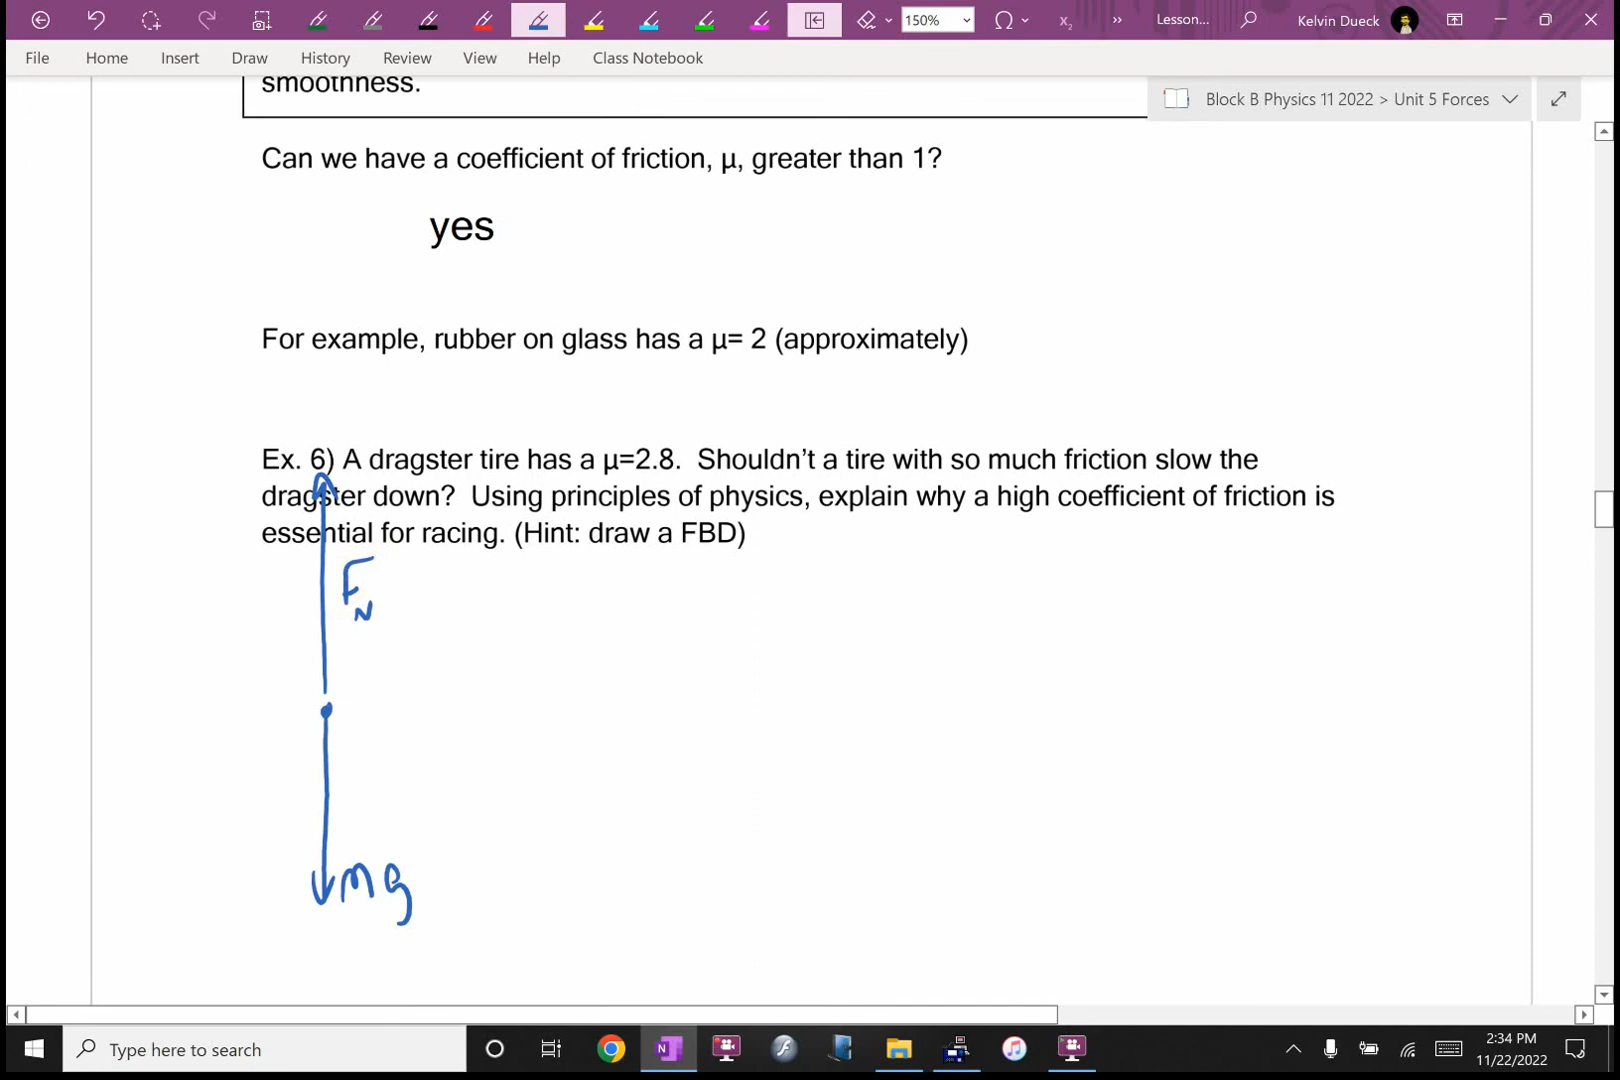 150%
Lesson...
Kelvin Dueck
File Home Insert Draw History Review View Help Class Notebook
smoothness.
Block B Physics 11 2022 > Unit 5 Forces
Can we have a coefficient of friction, μ, greater than 1?
yes
For example, rubber on glass has a μ= 2 (approximately)
Ex. 6) A dragster tire has a μ=2.8. Shouldn't a tire with so much friction slow the
dragster down? Using principles of physics, explain why a high coefficient of friction is
essential for racing. (Hint: draw a FBD)
F_N
mg
Type here to search
2:34 PM
11/22/2022